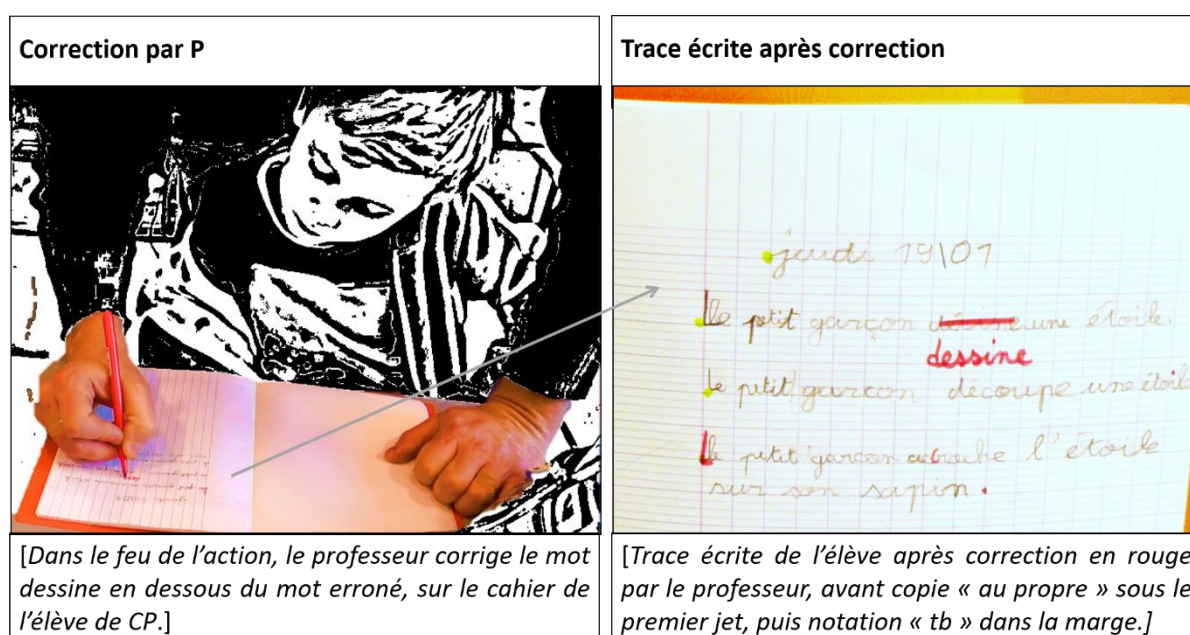 Correction par P
[Dans le feu de l’action, le professeur corrige le mot
dessine en dessous du mot erroné, sur le cahier de
l’élève de CP.]
Trace écrite après correction
jeudi 19\01
le petit garçon une étoile.
dessine
le petit garçon découpe une étoile
Le petit garçon accroche l'étoile
sur son sapin.
[Trace écrite de l’élève après correction en rouge
par le professeur, avant copie « au propre » sous le
premier jet, puis notation « tb » dans la marge.]